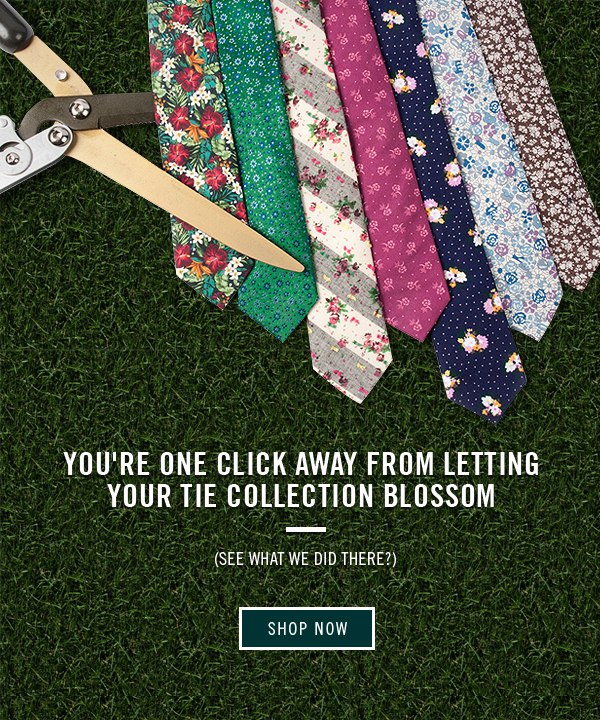 YOU'RE ONE CLICK AWAY FROM LETTING
YOUR TIE COLLECTION BLOSSOM
(SEE WHAT WE DID THERE?)
SHOP NOW